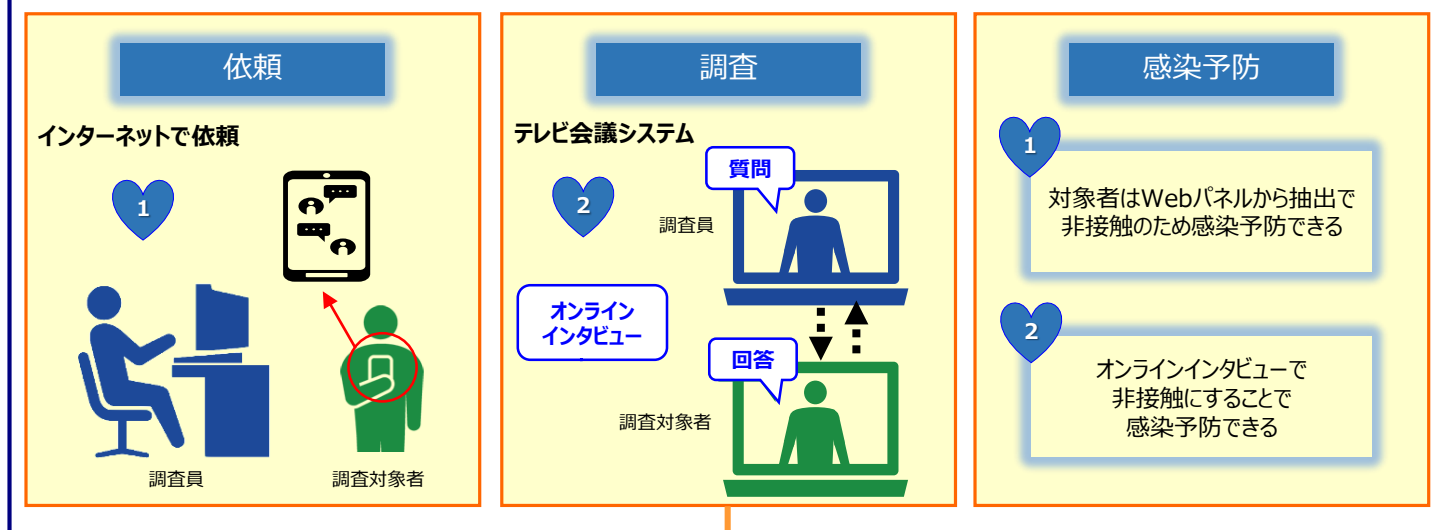 依頼
インターネットで依頼
1
調査員
調査対象者
調査
テレビ会議システム
質問
2
調査員
オンライン
インタビュー
回答
調査対象者
感染予防
1
対象者はWebパネルから抽出で
非接触のため感染予防できる
2
オンラインインタビューで
非接触にすることで
感染予防できる